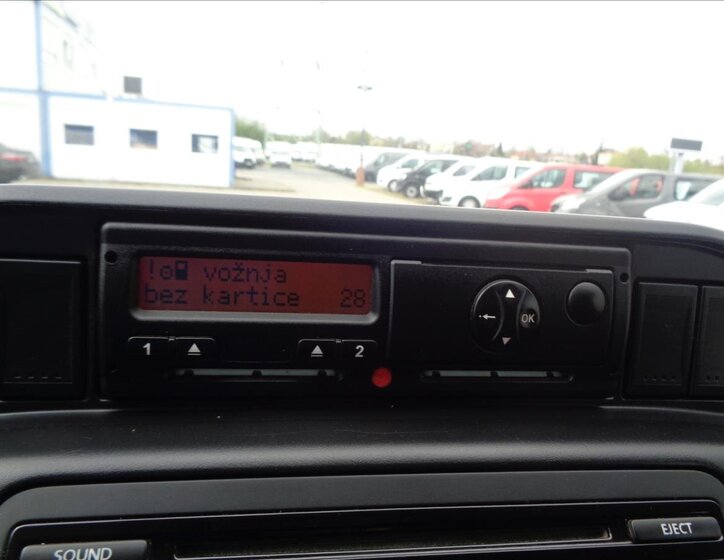 ! vožnja
bez kartice 28
1 2
OK
SOUND
EJECT